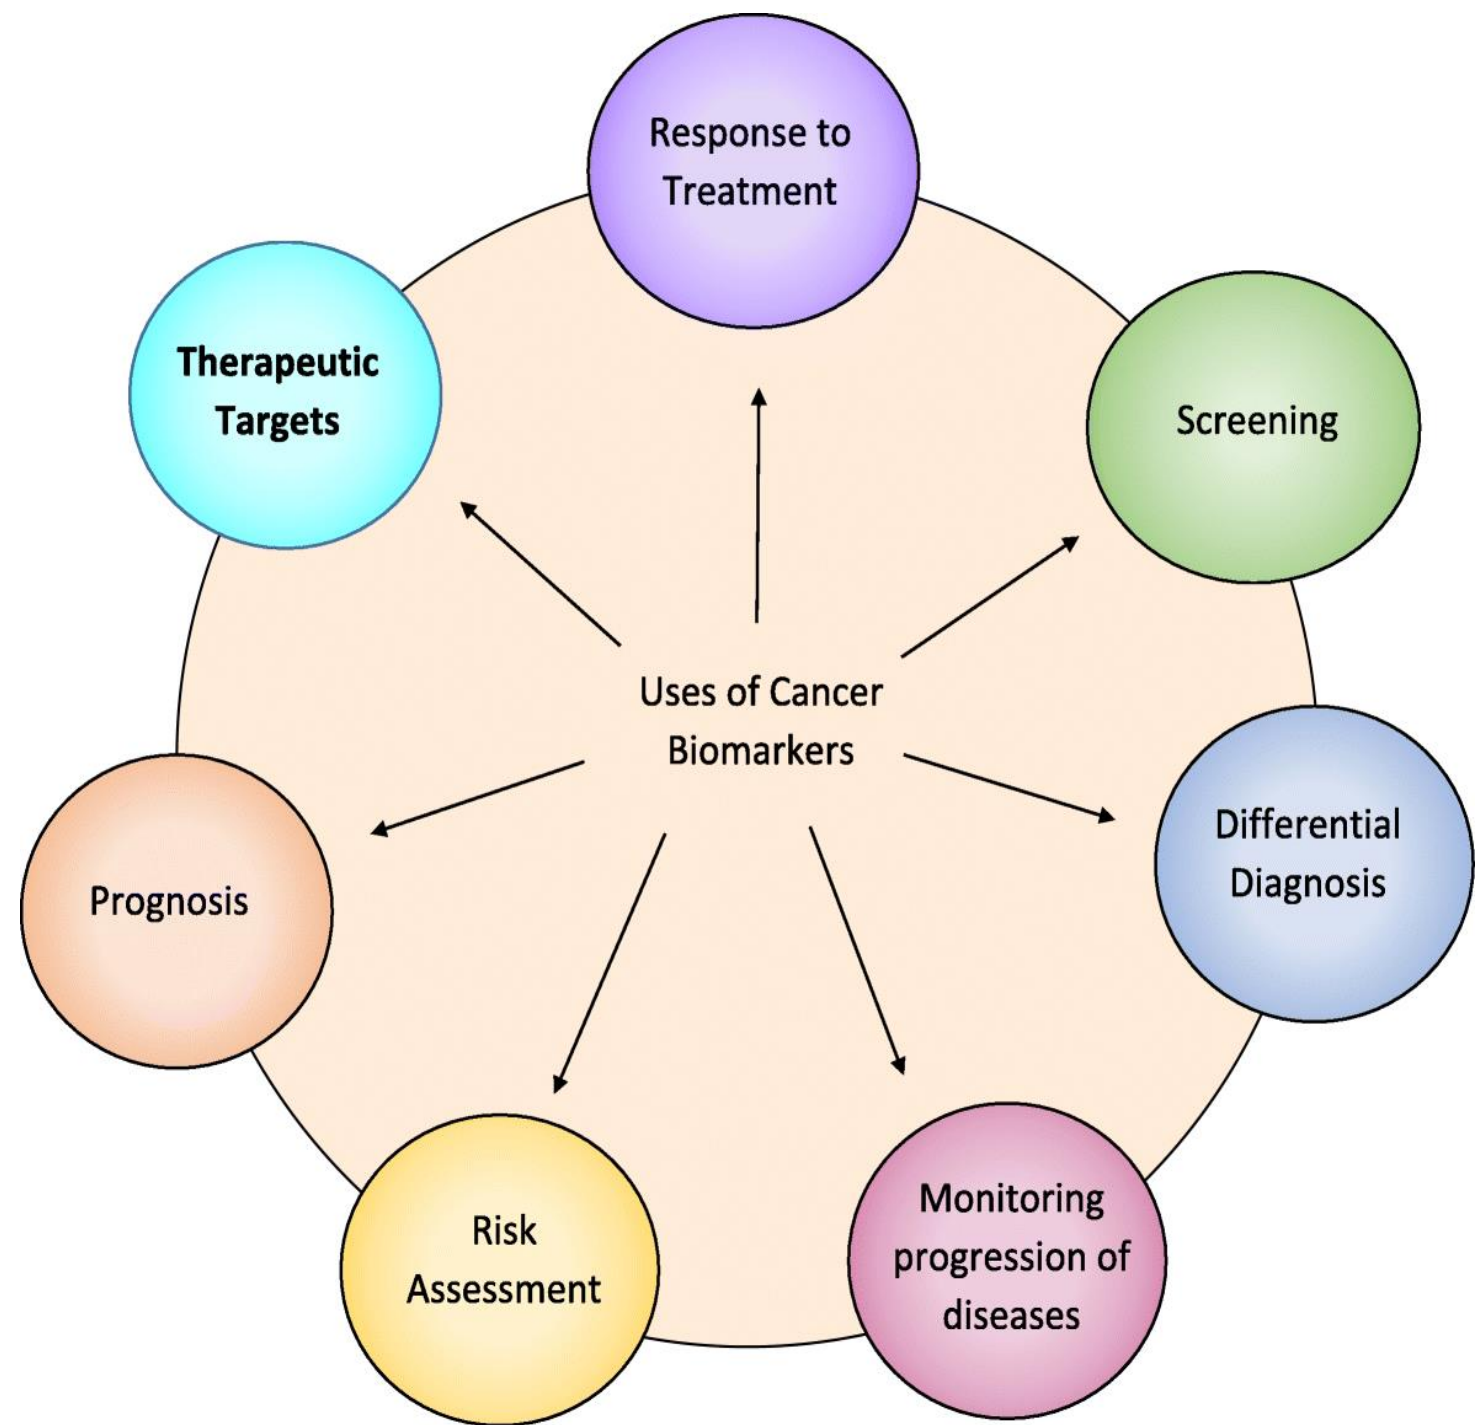 Response to
Treatment
Therapeutic
Targets
Screening
Uses of Cancer
Biomarkers
Differential
Diagnosis
Prognosis
Monitoring
progression of
diseases
Risk
Assessment